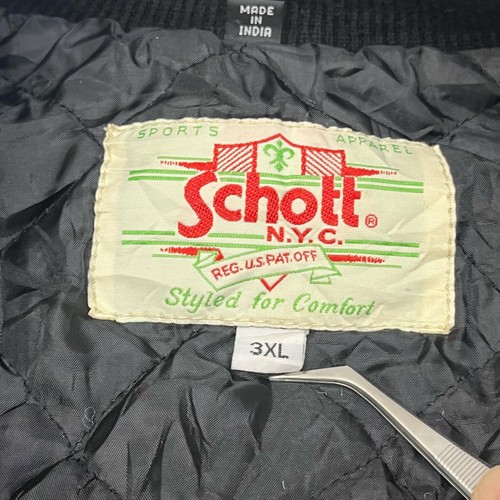 MADE
IN
INDIA
SPORTS APPAREL
Schott®
N.Y.C.
REG. U.S. PAT. OFF
Styled for Comfort
3XL